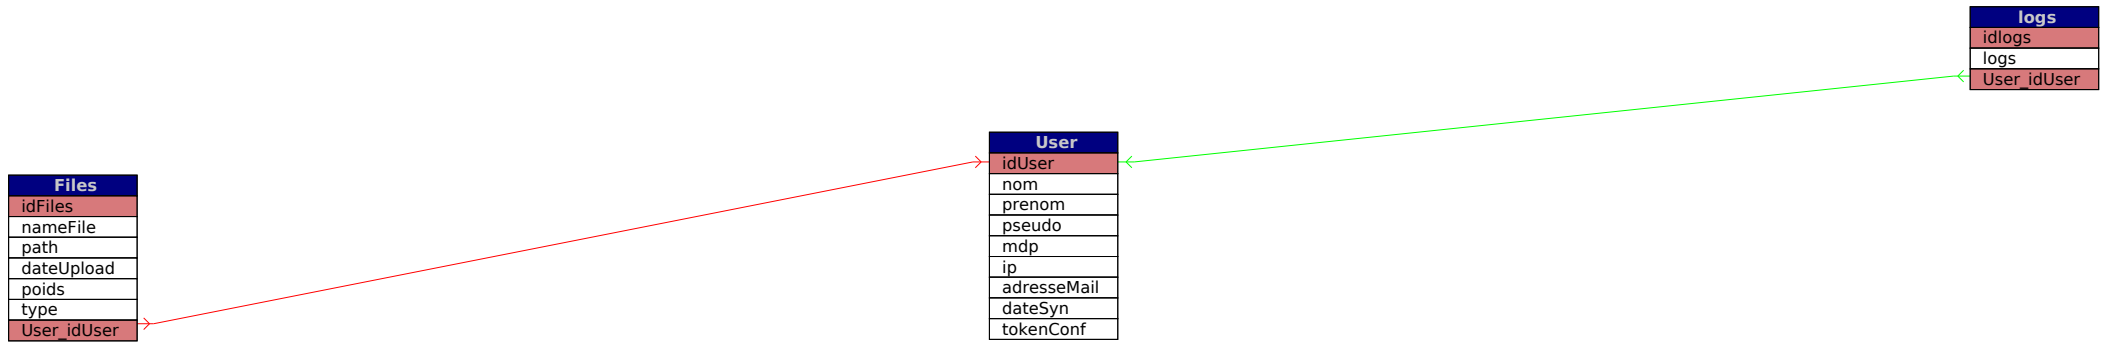 Files
idFiles
nameFile
path
dateUpload
poids
type
User_idUser
User
idUser
nom
prenom
pseudo
mdp
ip
adresseMail
dateSyn
tokenConf
logs
idlogs
logs
User_idUser